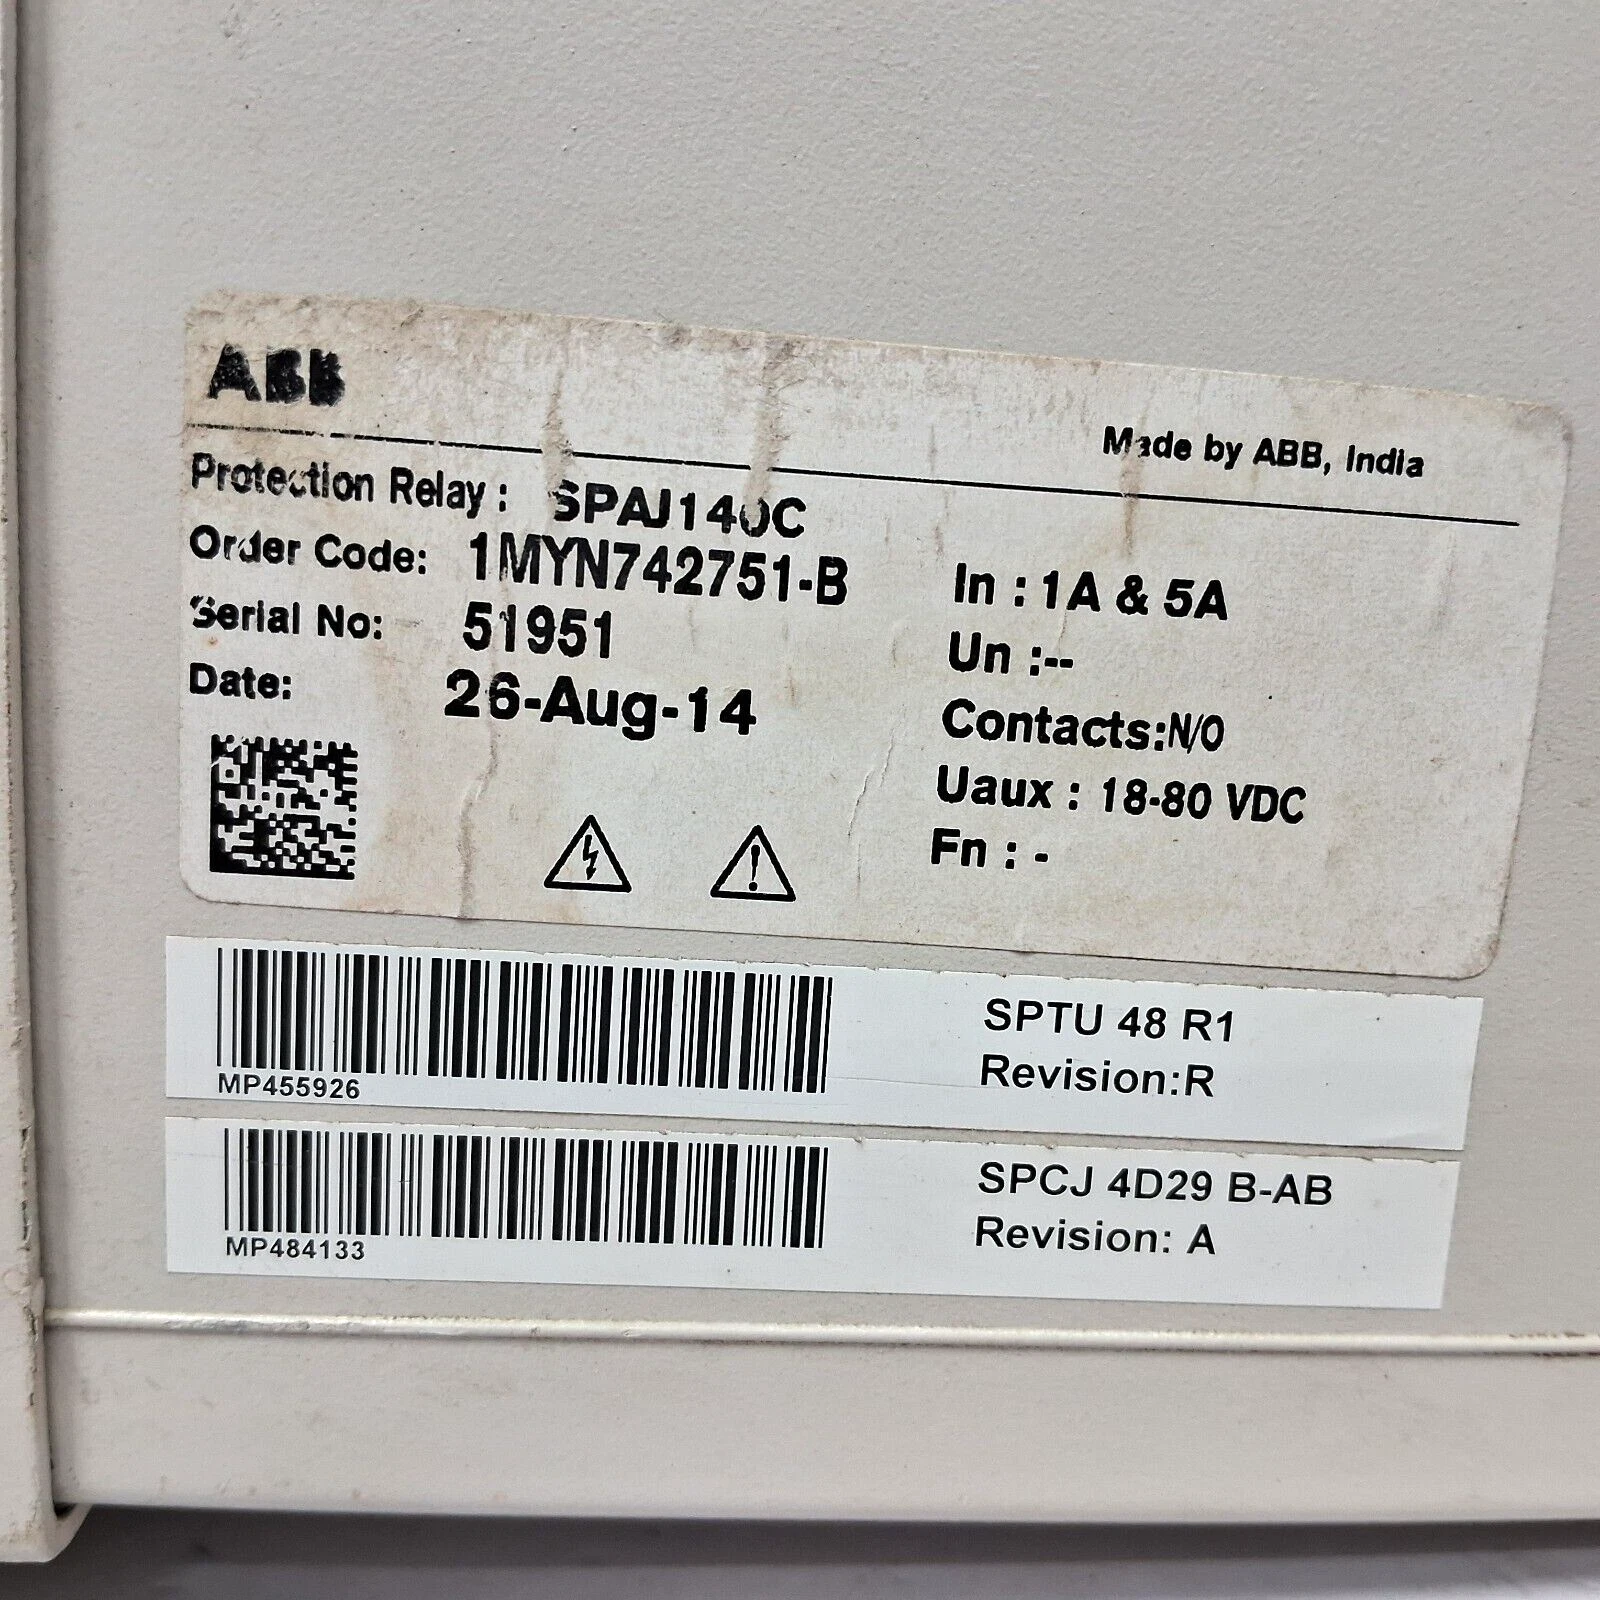 ABB
Made by ABB, India
Protection Relay : SPAJ140C
Order Code: 1MYN742751-B
Serial No: 51951
Date: 26-Aug-14
In : 1A & 5A
Un :--
Contacts:N/O
Uaux : 18-80 VDC
Fn : -
MP455926
SPTU 48 R1
Revision:R
MP484133
SPCJ 4D29 B-AB
Revision: A